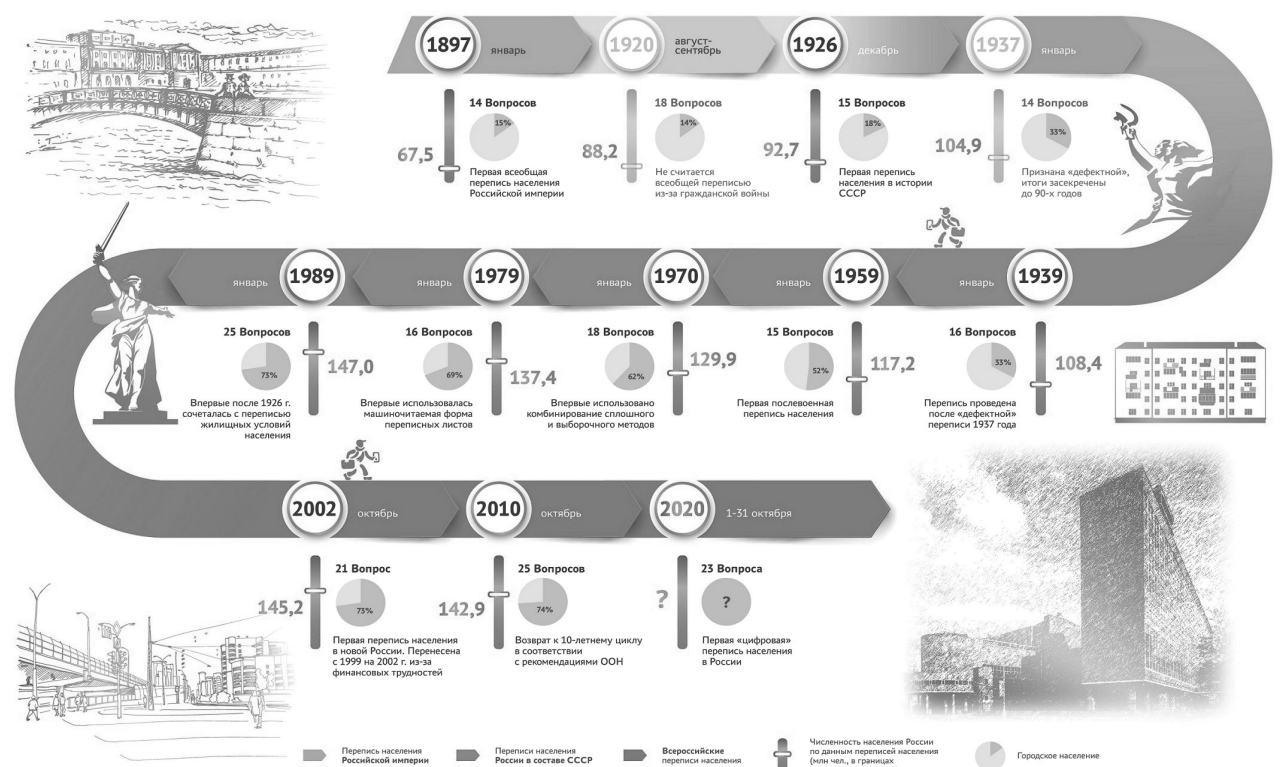 1897
январь
1920
август-
сентябрь
1926
декабрь
1937
январь
14 Вопросов
15%
67,5
Первая всеобщая
перепись населения
Российской империи
18 Вопросов
14%
88,2
Не считается
всеобщей переписью
из-за гражданской войны
15 Вопросов
18%
92,7
Первая перепись
населения в истории
СССР
14 Вопросов
33%
104,9
Признана «дефектной»,
итоги засекречены
до 90-х годов
январь
1989
январь
1979
январь
1970
январь
1959
январь
1939
25 Вопросов
73%
147,0
Впервые после 1926 г.
сочеталась с переписью
жилищных условий
населения
16 Вопросов
69%
137,4
Впервые использовалась
машиночитаемая форма
переписных листов
18 Вопросов
62%
129,9
Впервые использовано
комбинирование сплошного
и выборочного методов
15 Вопросов
52%
117,2
Первая послевоенная
перепись населения
16 Вопросов
33%
108,4
Перепись проведена
после «дефектной»
переписи 1937 года
2002
октябрь
2010
октябрь
2020
1-31 октября
21 Вопрос
73%
145,2
Первая перепись населения
в новой России. Перенесена
с 1999 на 2002 г. из-за
финансовых трудностей
25 Вопросов
74%
142,9
Возврат к 10-летнему циклу
в соответствии
с рекомендациями ООН
23 Вопроса
?
?
Первая «цифровая»
перепись населения
в России
Перепись населения
Российской империи
Переписи населения
России в составе СССР
Всероссийские
переписи населения
Численность населения России
по данным переписей населения
(млн чел., в границах
Городское население